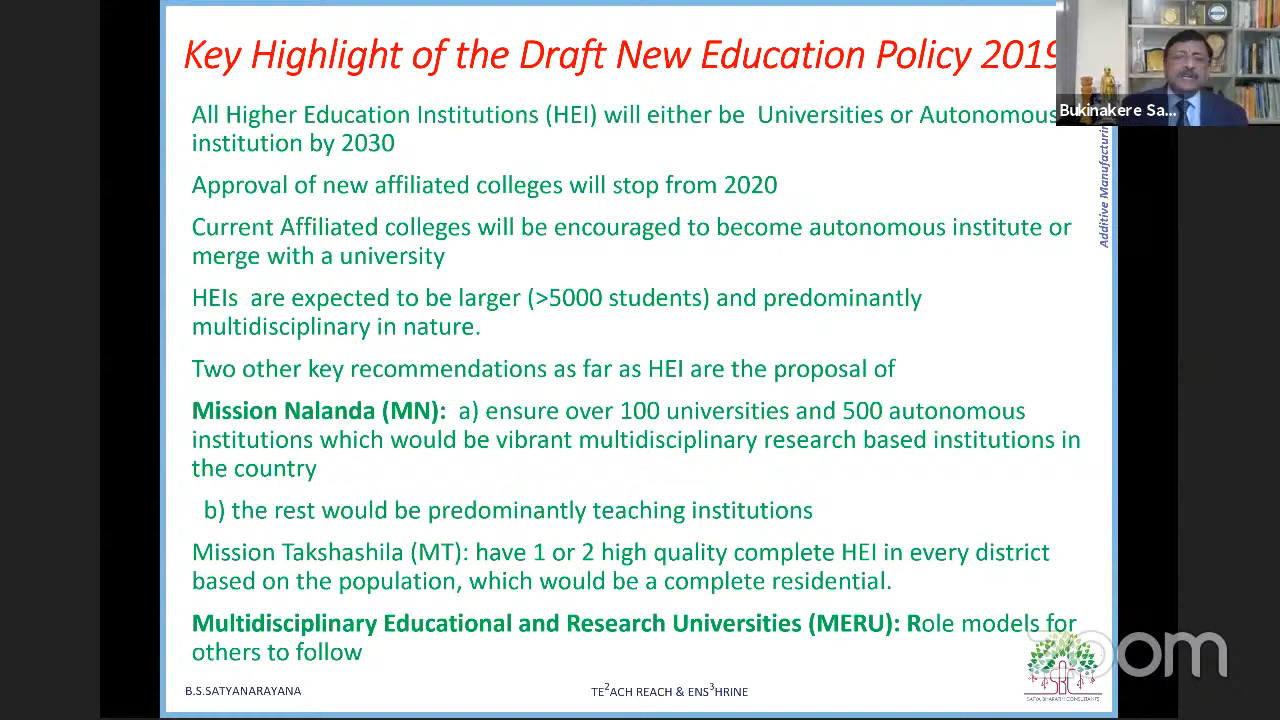 Key Highlight of the Draft New Education Policy 2019
Bukinakere Sa...
All Higher Education Institutions (HEI) will either be Universities or Autonomous
institution by 2030
Additive Manufacturin
Approval of new affiliated colleges will stop from 2020
Current Affiliated colleges will be encouraged to become autonomous institute or
merge with a university
HEIs are expected to be larger (>5000 students) and predominantly
multidisciplinary in nature.
Two other key recommendations as far as HEI are the proposal of
Mission Nalanda (MN): a) ensure over 100 universities and 500 autonomous
institutions which would be vibrant multidisciplinary research based institutions in
the country
b) the rest would be predominantly teaching institutions
Mission Takshashila (MT): have 1 or 2 high quality complete HEI in every district
based on the population, which would be a complete residential.
Multidisciplinary Educational and Research Universities (MERU): Role models for
others to follow
zoom
SATYA BHARATHI CONSULTANTS
B.S.SATYANARAYANA
TE²ACH REACH & ENS³HRINE